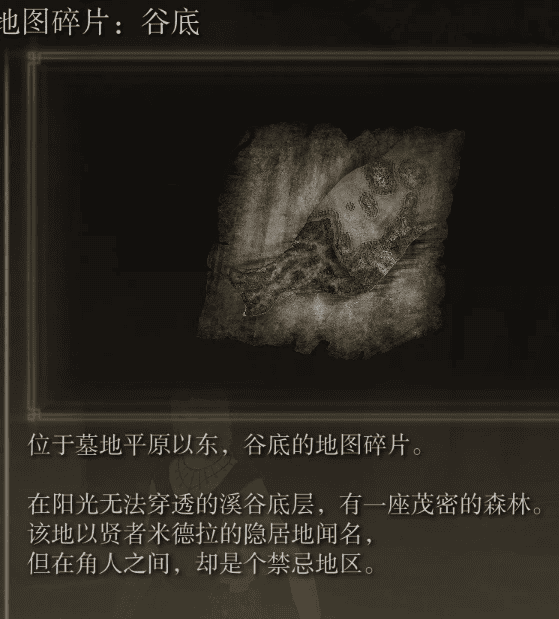 地图碎片：谷底
位于墓地平原以东，谷底的地图碎片。
在阳光无法穿透的溪谷底层，有一座茂密的森林。
该地以贤者米德拉的隐居地闻名，
但在角人之间，却是个禁忌地区。